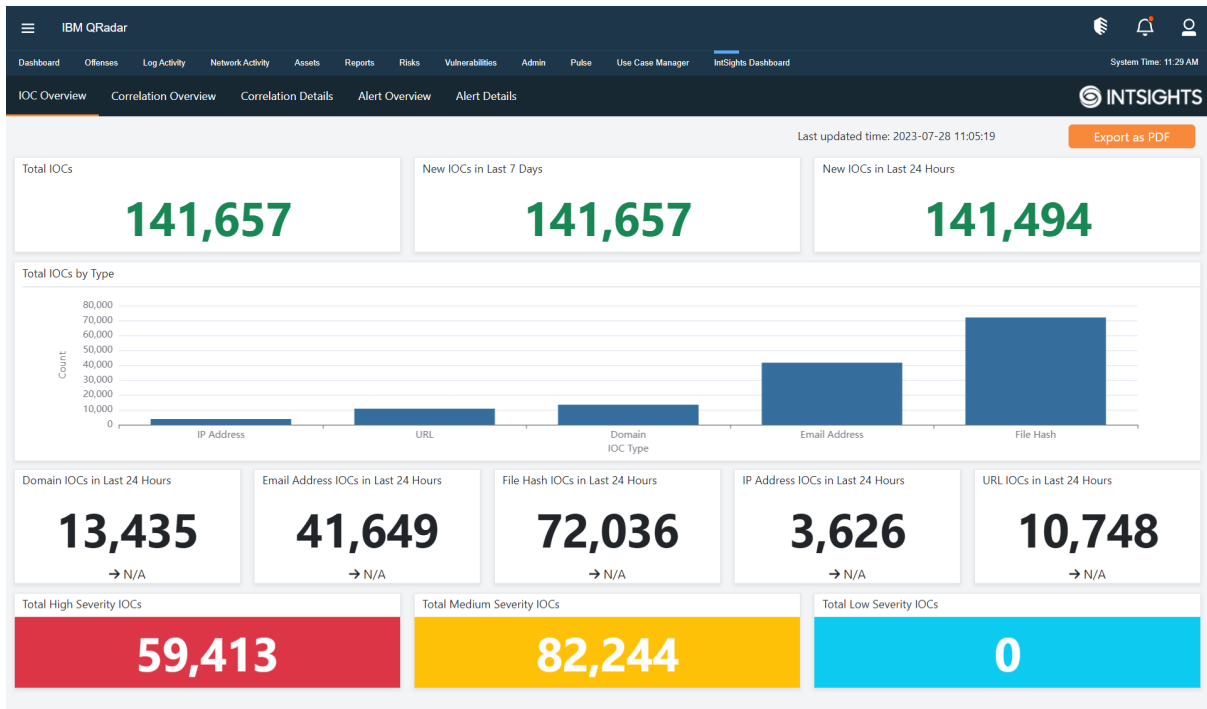 IBM QRadar
Dashboard Offenses Log Activity Network Activity Assets Reports Risks Vulnerabilities Admin Pulse Use Case Manager IntSights Dashboard System Time: 11:29 AM
IOC Overview Correlation Overview Correlation Details Alert Overview Alert Details INTSIGHTS
Last updated time: 2023-07-28 11:05:19 Export as PDF
Total IOCs New IOCs in Last 7 Days New IOCs in Last 24 Hours
141,657 141,657 141,494
Total IOCs by Type
80,000
70,000
60,000
50,000
40,000
30,000
20,000
10,000
0
Count
IP Address URL Domain Email Address File Hash
IOC Type
Domain IOCs in Last 24 Hours Email Address IOCs in Last 24 Hours File Hash IOCs in Last 24 Hours IP Address IOCs in Last 24 Hours URL IOCs in Last 24 Hours
13,435 41,649 72,036 3,626 10,748
→ N/A → N/A → N/A → N/A → N/A
Total High Severity IOCs Total Medium Severity IOCs Total Low Severity IOCs
59,413 82,244 0